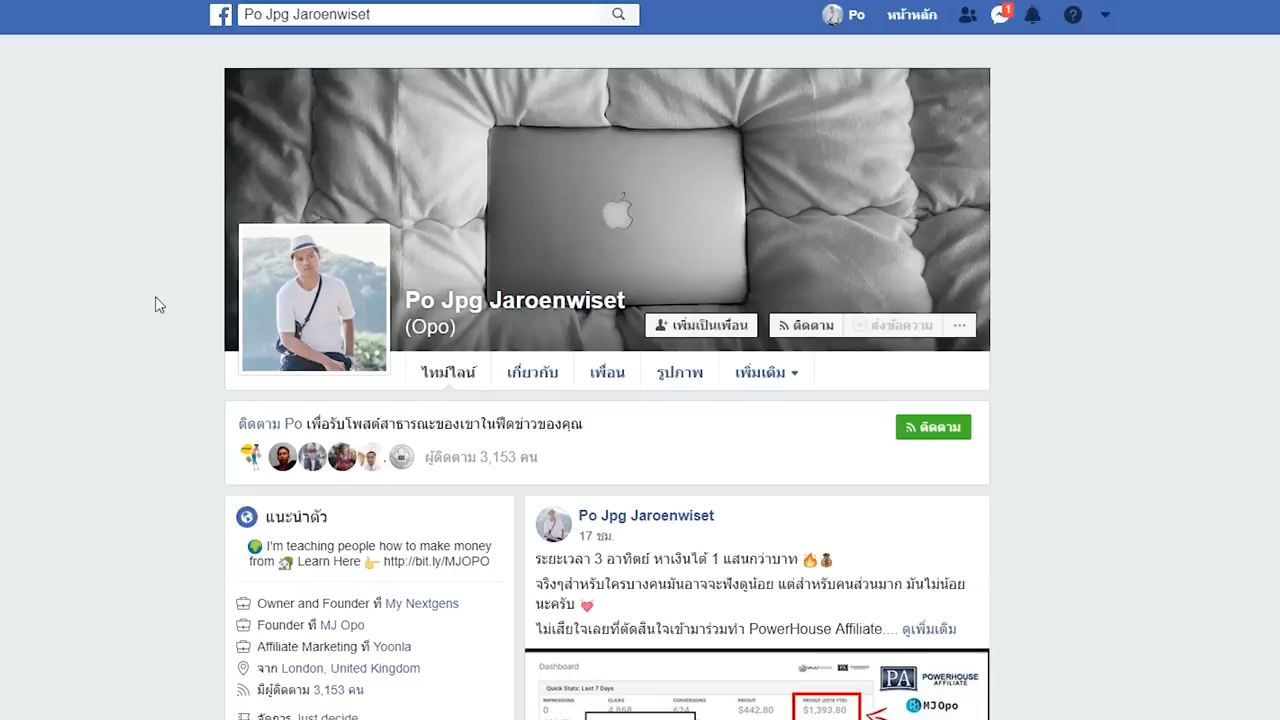 Po Jpg Jaroenwiset
Po
หน้าหลัก
1
Po Jpg Jaroenwiset
(Opo)
เพิ่มเป็นเพื่อน
ติดตาม
ส่งข้อความ
ไทม์ไลน์
เกี่ยวกับ
เพื่อน
รูปภาพ
เพิ่มเติม
ติดตาม Po เพื่อรับโพสต์สาธารณะของเขาในฟีดข่าวของคุณ
ติดตาม
ผู้ติดตาม 3,153 คน
แนะนำตัว
I'm teaching people how to make money
from Learn Here http://bit.ly/MJOPO
Owner and Founder ที่ My Nextgens
Founder ที่ MJ Opo
Affiliate Marketing ที่ Yoonla
จาก London, United Kingdom
มีผู้ติดตาม 3,153 คน
Just decide
Po Jpg Jaroenwiset
17 ชม.
ระยะเวลา 3 อาทิตย์ หาเงินได้ 1 แสนกว่าบาท
จริงๆสำหรับใครบางคนมันอาจจะฟังดูน้อย แต่สำหรับคนส่วนมาก มันไม่น้อย
นะครับ
ไม่เสียใจเลยที่ตัดสินใจเข้ามาร่วมทำ PowerHouse Affiliate.... ดูเพิ่มเติม
Dashboard
Quick Stats: Last 7 Days
IMPRESSIONS
CLICKS
CONVERSIONS
PAYOUT
0
4,868
624
$442.80
$1,393.80
PA
POWERHOUSE
AFFILIATE
MJ Opo